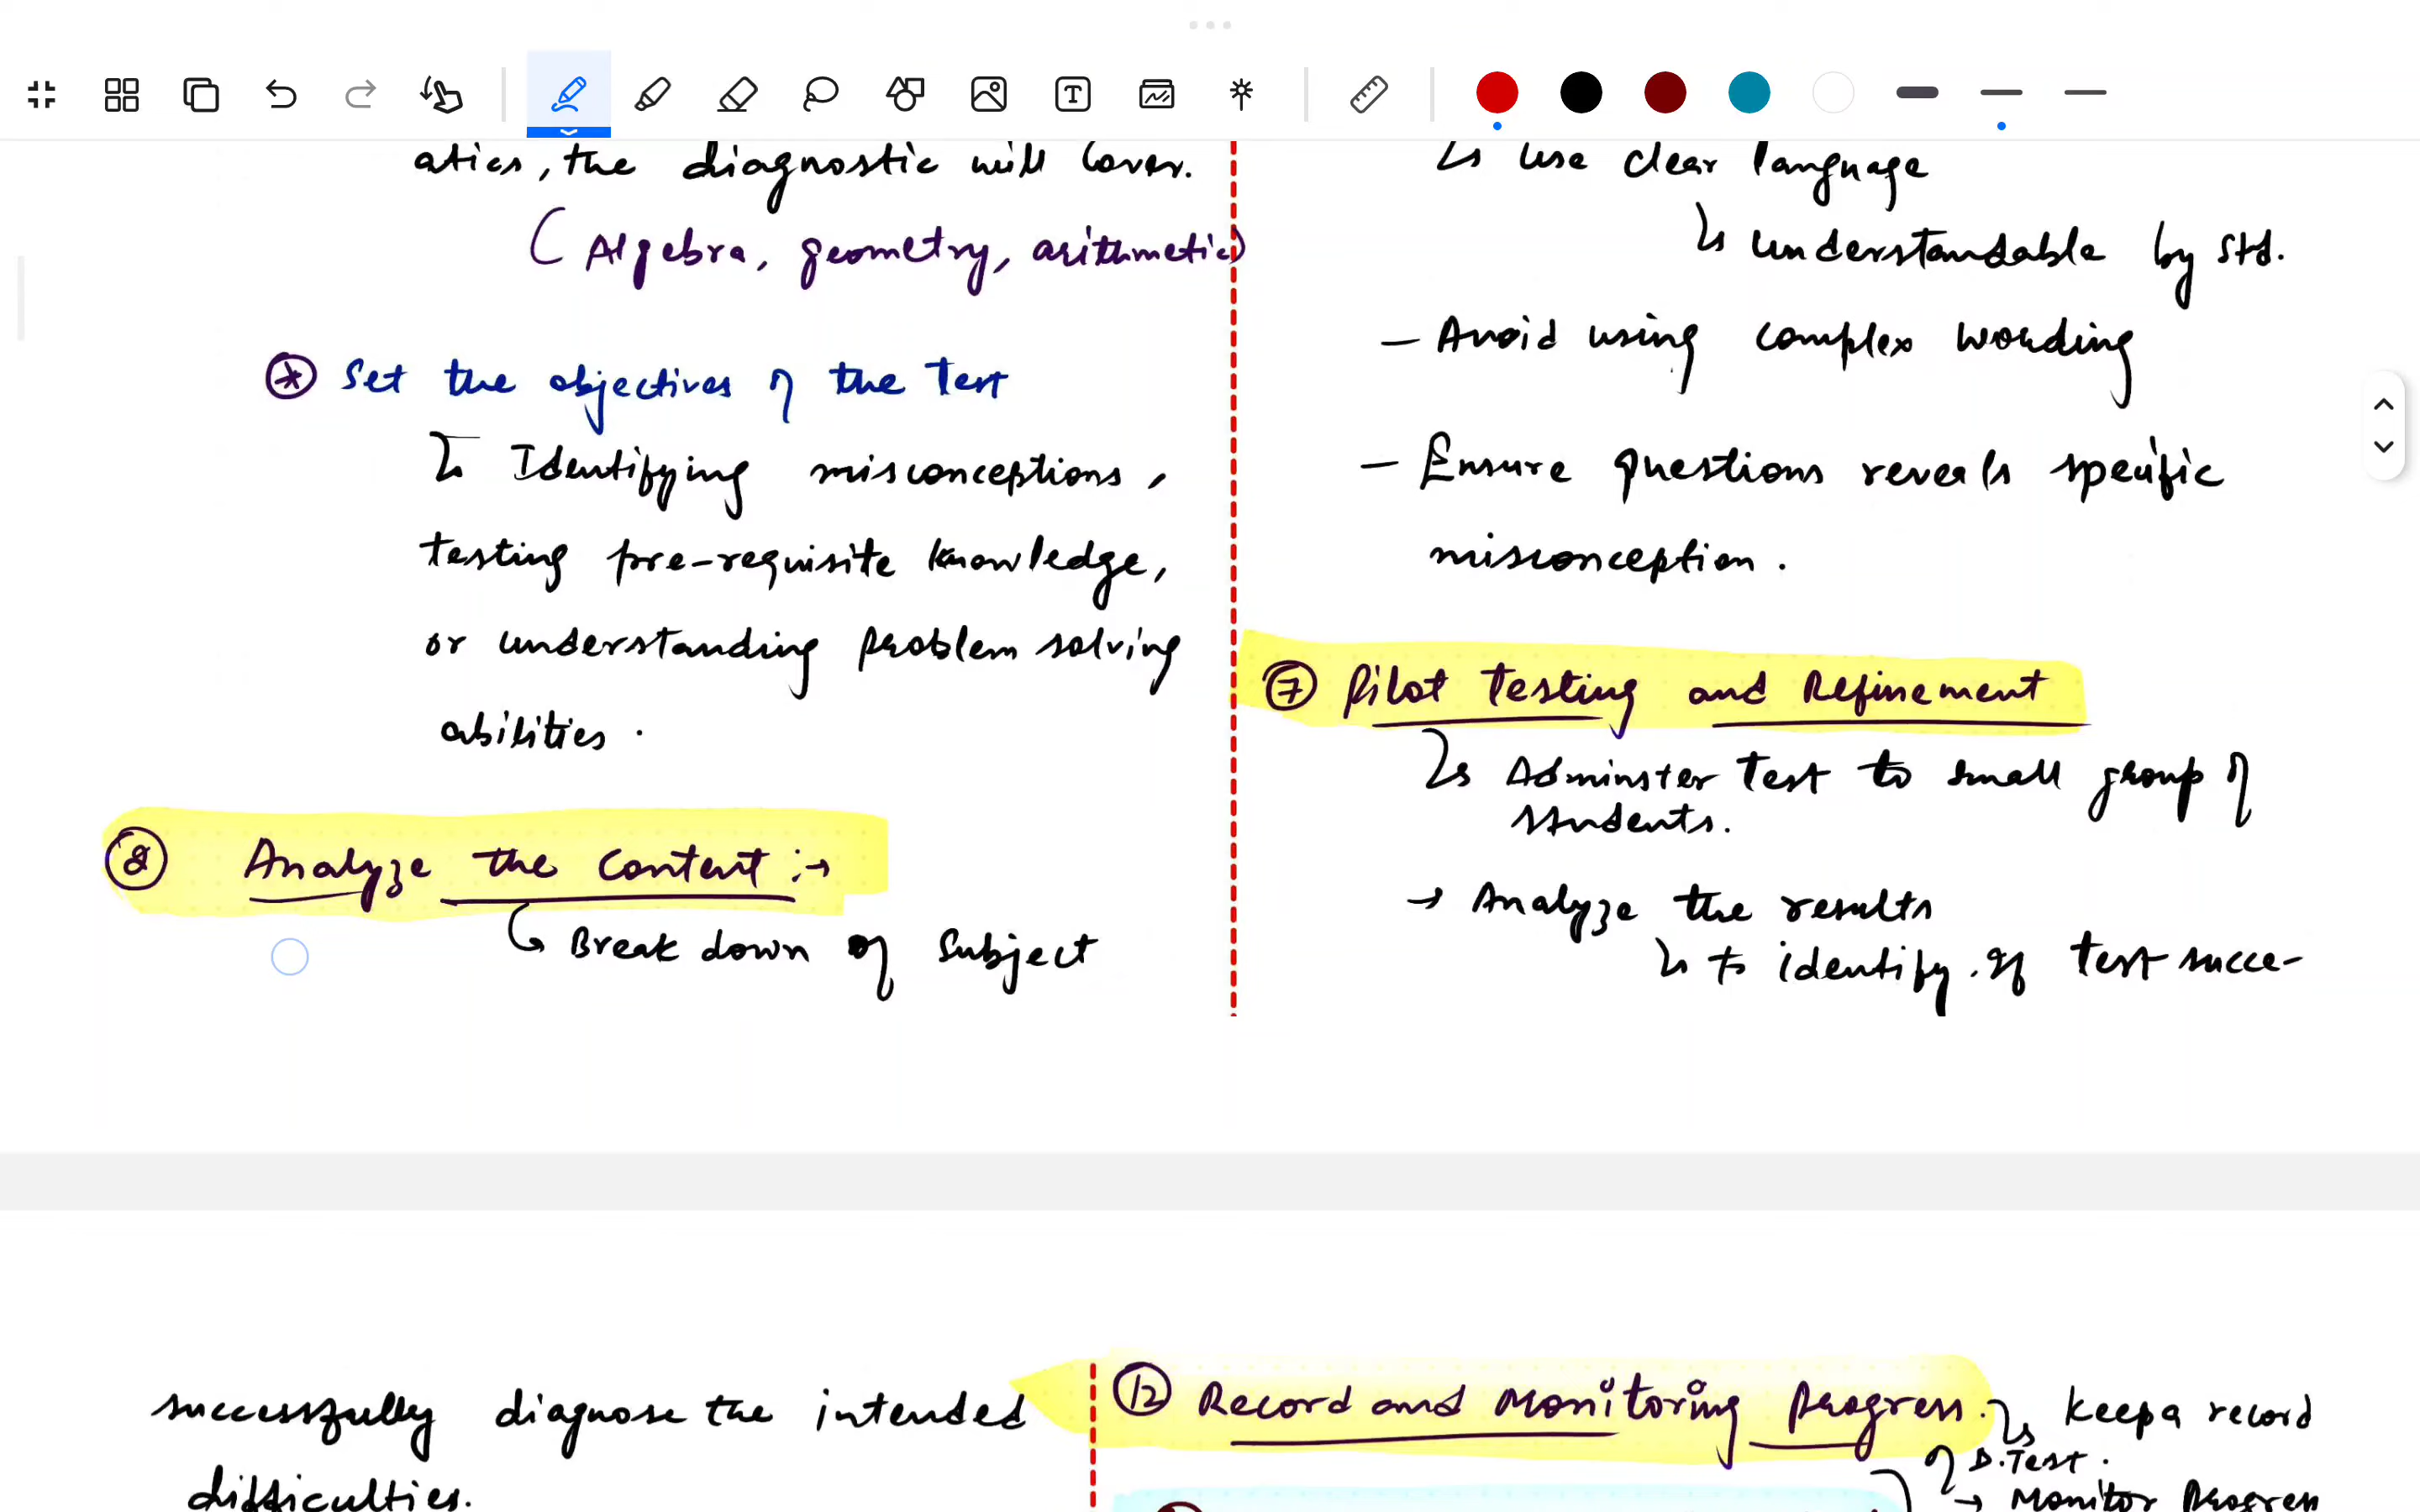 atics, the diagnostic will cover.
(Algebra, geometry, arithmetic)
* Set the objectives of the Test
Identifying misconceptions,
testing pre-requisite knowledge,
or understanding problem solving
abilities.
② Analyze the Content :→
Break down of Subject
↳ Use clear language
↳ understandable by Std.
— Avoid using complex wording
— Ensure questions reveals specific
misconception.
⑦ Pilot Testing and Refinement
↳ Adminster Test to small group of
students.
→ Analyze the results
↳ to identify if test succe-
successfully diagnose the intended
difficulties.
⑫ Record and Monitoring Progress.
↳ keep a record
of D.Test.
→ Monitor Progress